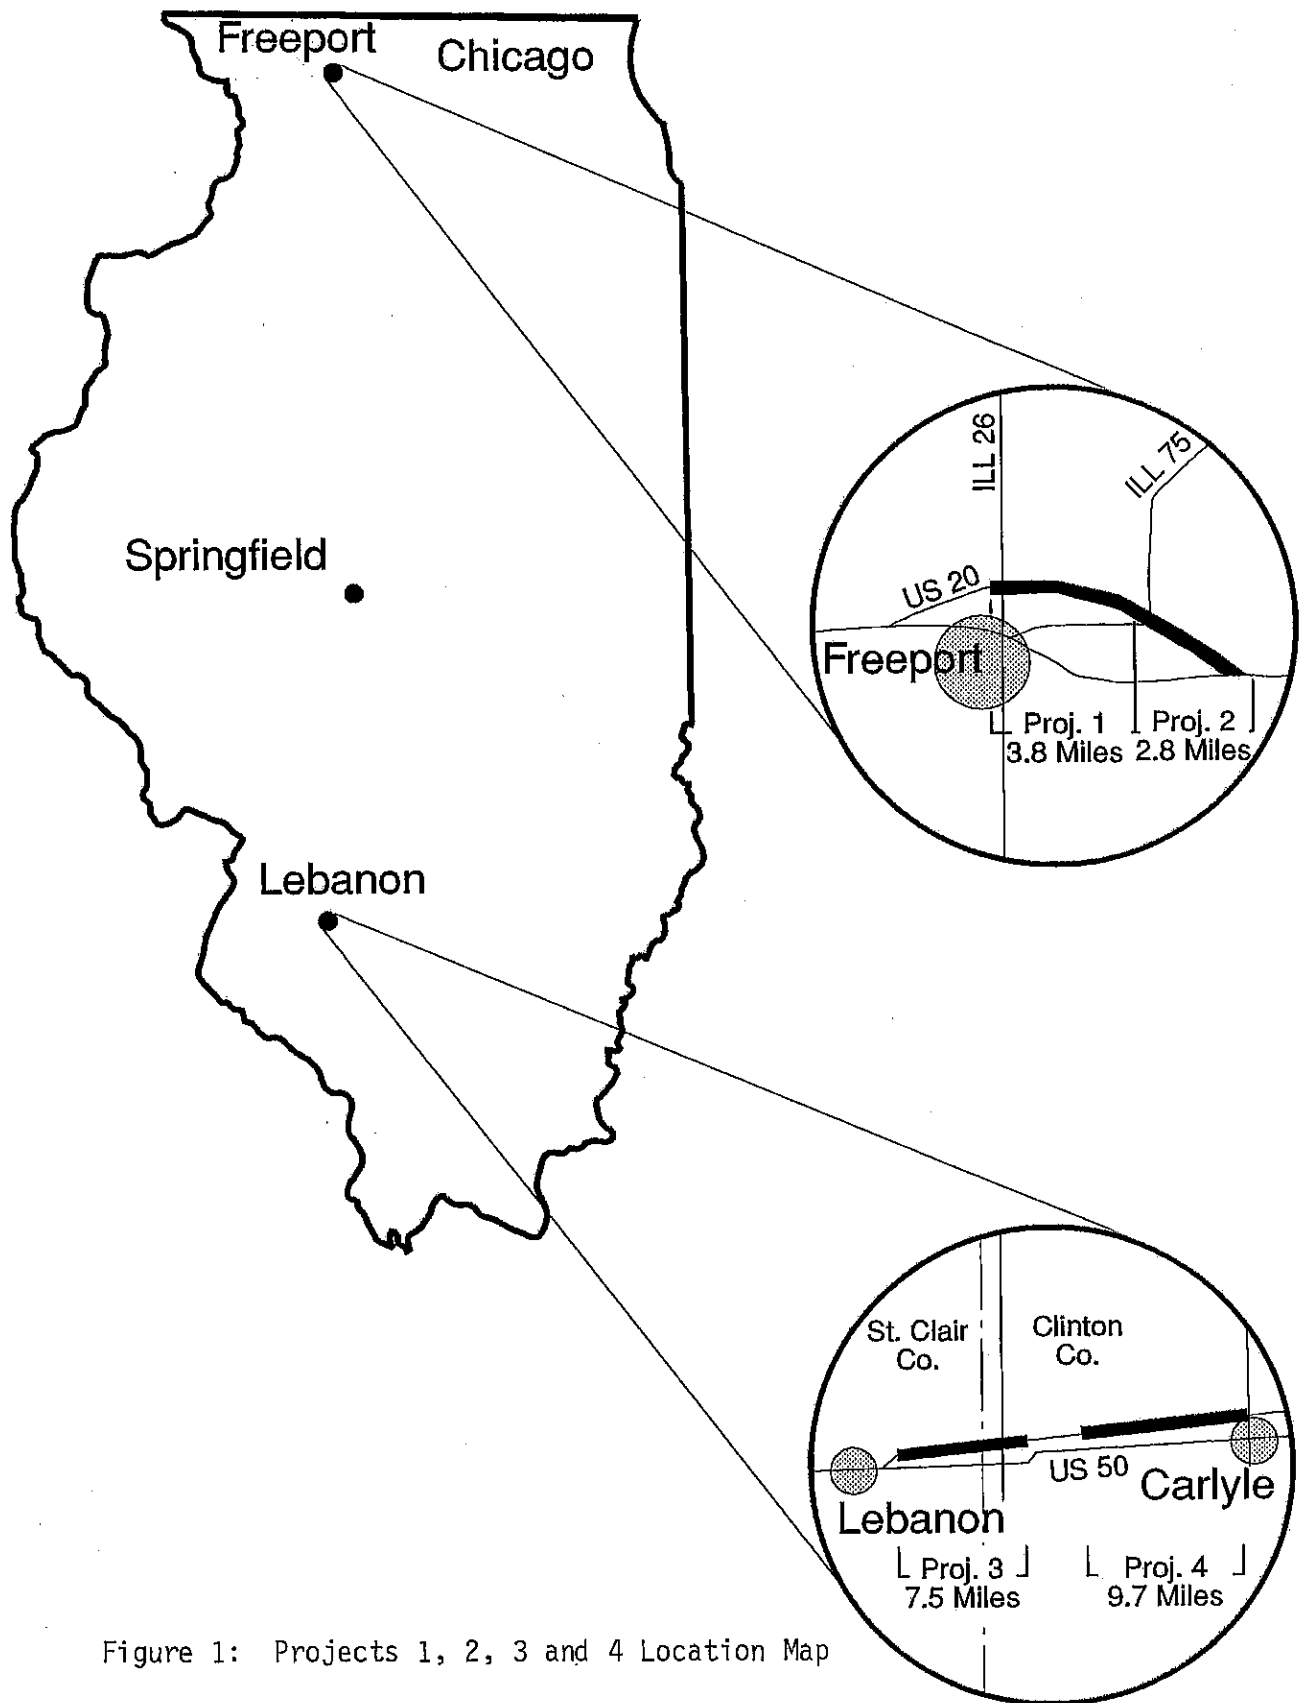 Freeport
Chicago
Springfield
Lebanon
ILL 26
ILL 75
US 20
Freeport
Proj. 1
3.8 Miles
Proj. 2
2.8 Miles
St. Clair
Co.
Clinton
Co.
US 50
Carlyle
Lebanon
Proj. 3
7.5 Miles
Proj. 4
9.7 Miles
Figure 1: Projects 1, 2, 3 and 4 Location Map